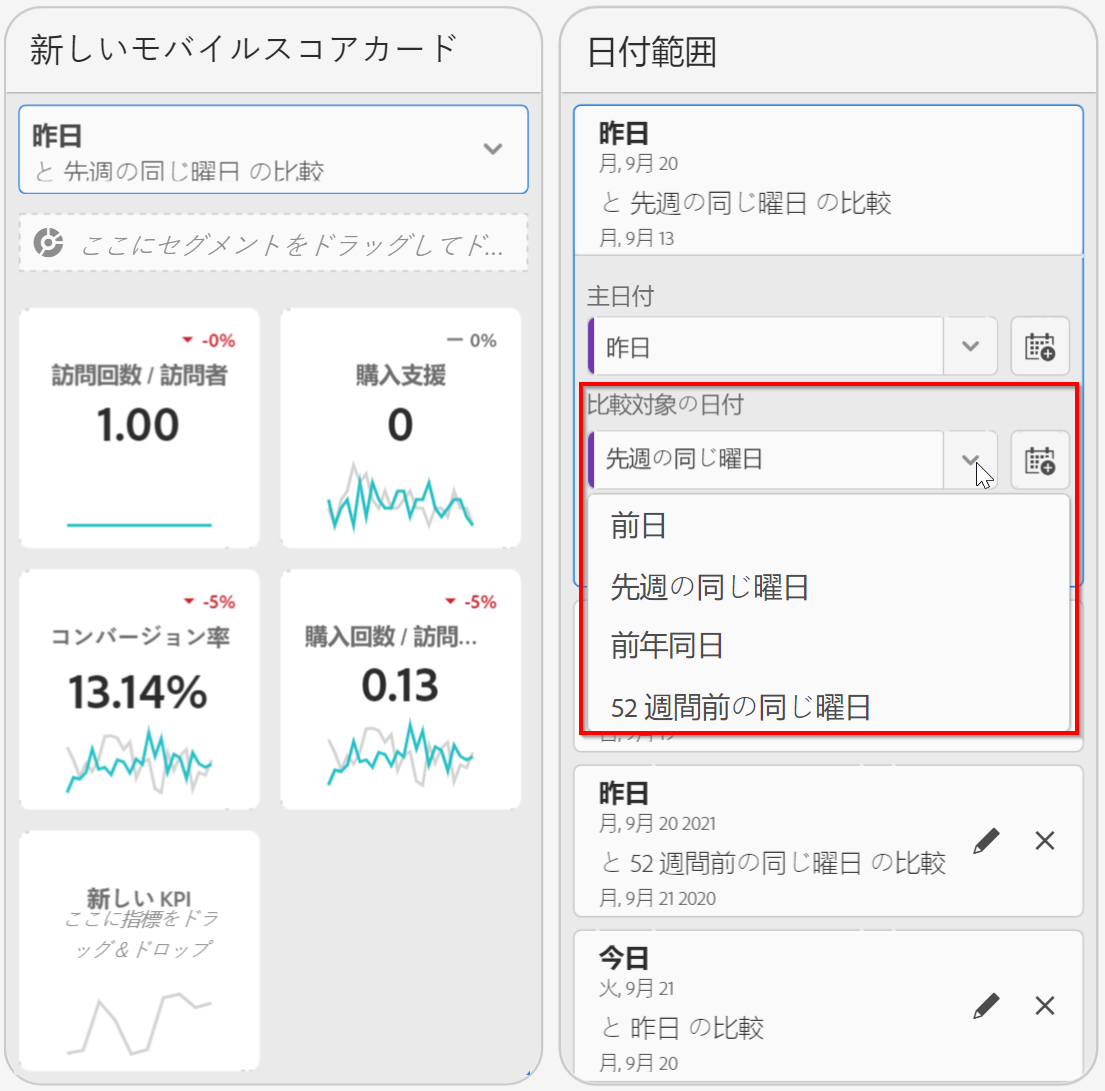 新しいモバイルスコアカード
昨日
と 先週の同じ曜日 の比較
ここにセグメントをドラッグしてド...
-0%
訪問回数 / 訪問者
1.00
0%
購入支援
0
-5%
コンバージョン率
13.14%
-5%
購入回数 / 訪問...
0.13
新しい KPI
ここに指標をドラ
ッグ＆ドロップ
日付範囲
昨日
月, 9月 20
と 先週の同じ曜日 の比較
月, 9月 13
主日付
昨日
比較対象の日付
先週の同じ曜日
前日
先週の同じ曜日
前年同日
52 週間前の同じ曜日
昨日
月, 9月 20 2021
と 52 週間前の同じ曜日 の比較
月, 9月 21 2020
今日
火, 9月 21
と 昨日 の比較
月, 9月 20